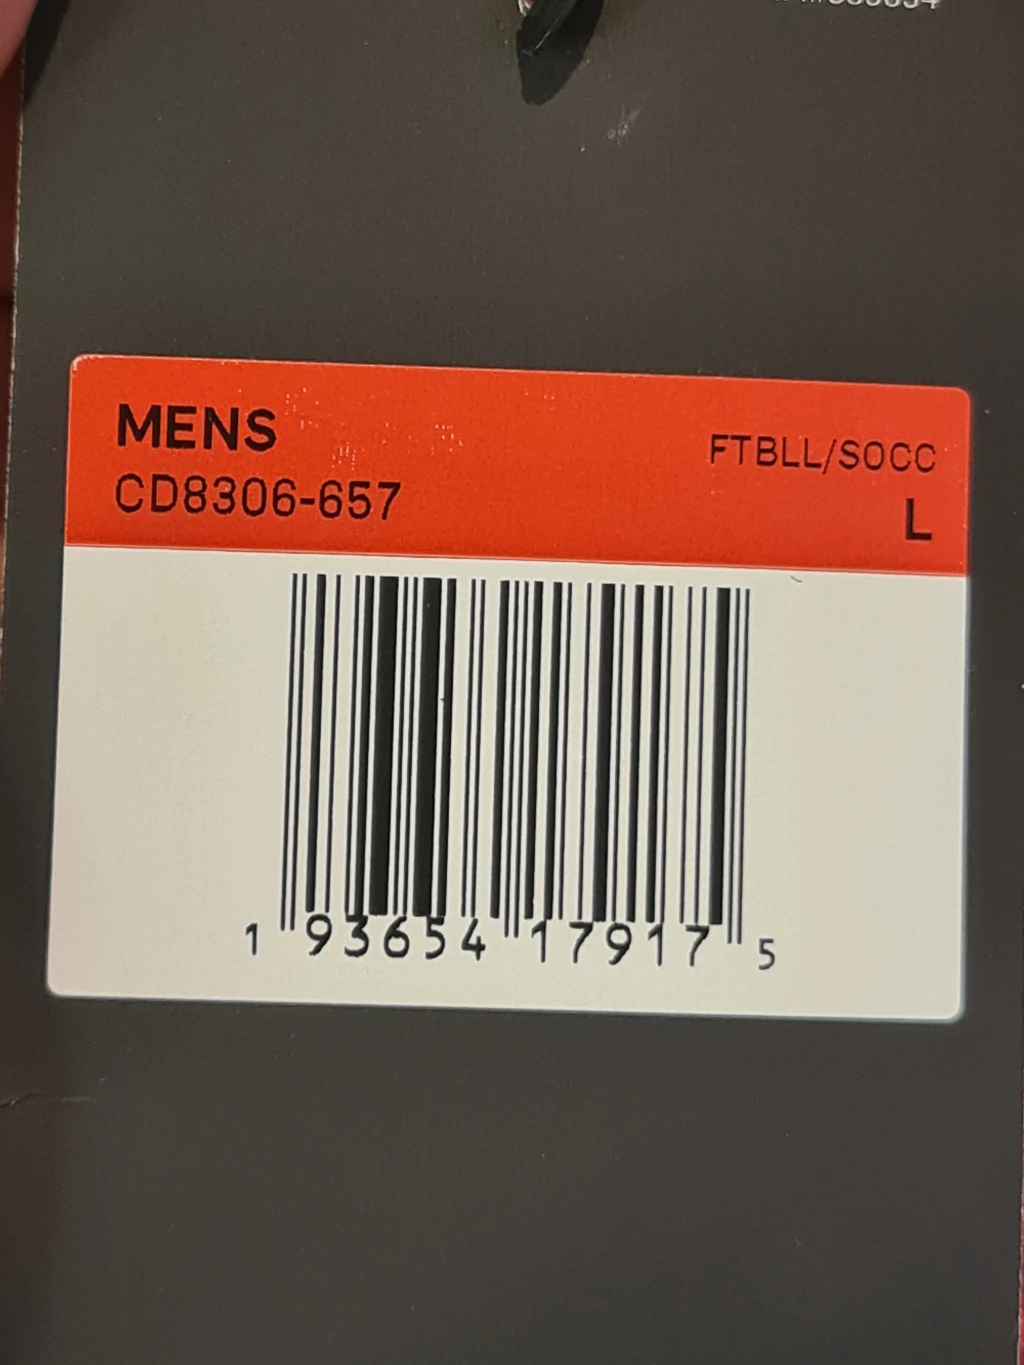 MENS
FTBLL/SOCC
CD8306-657
L
1 93654 17917 5